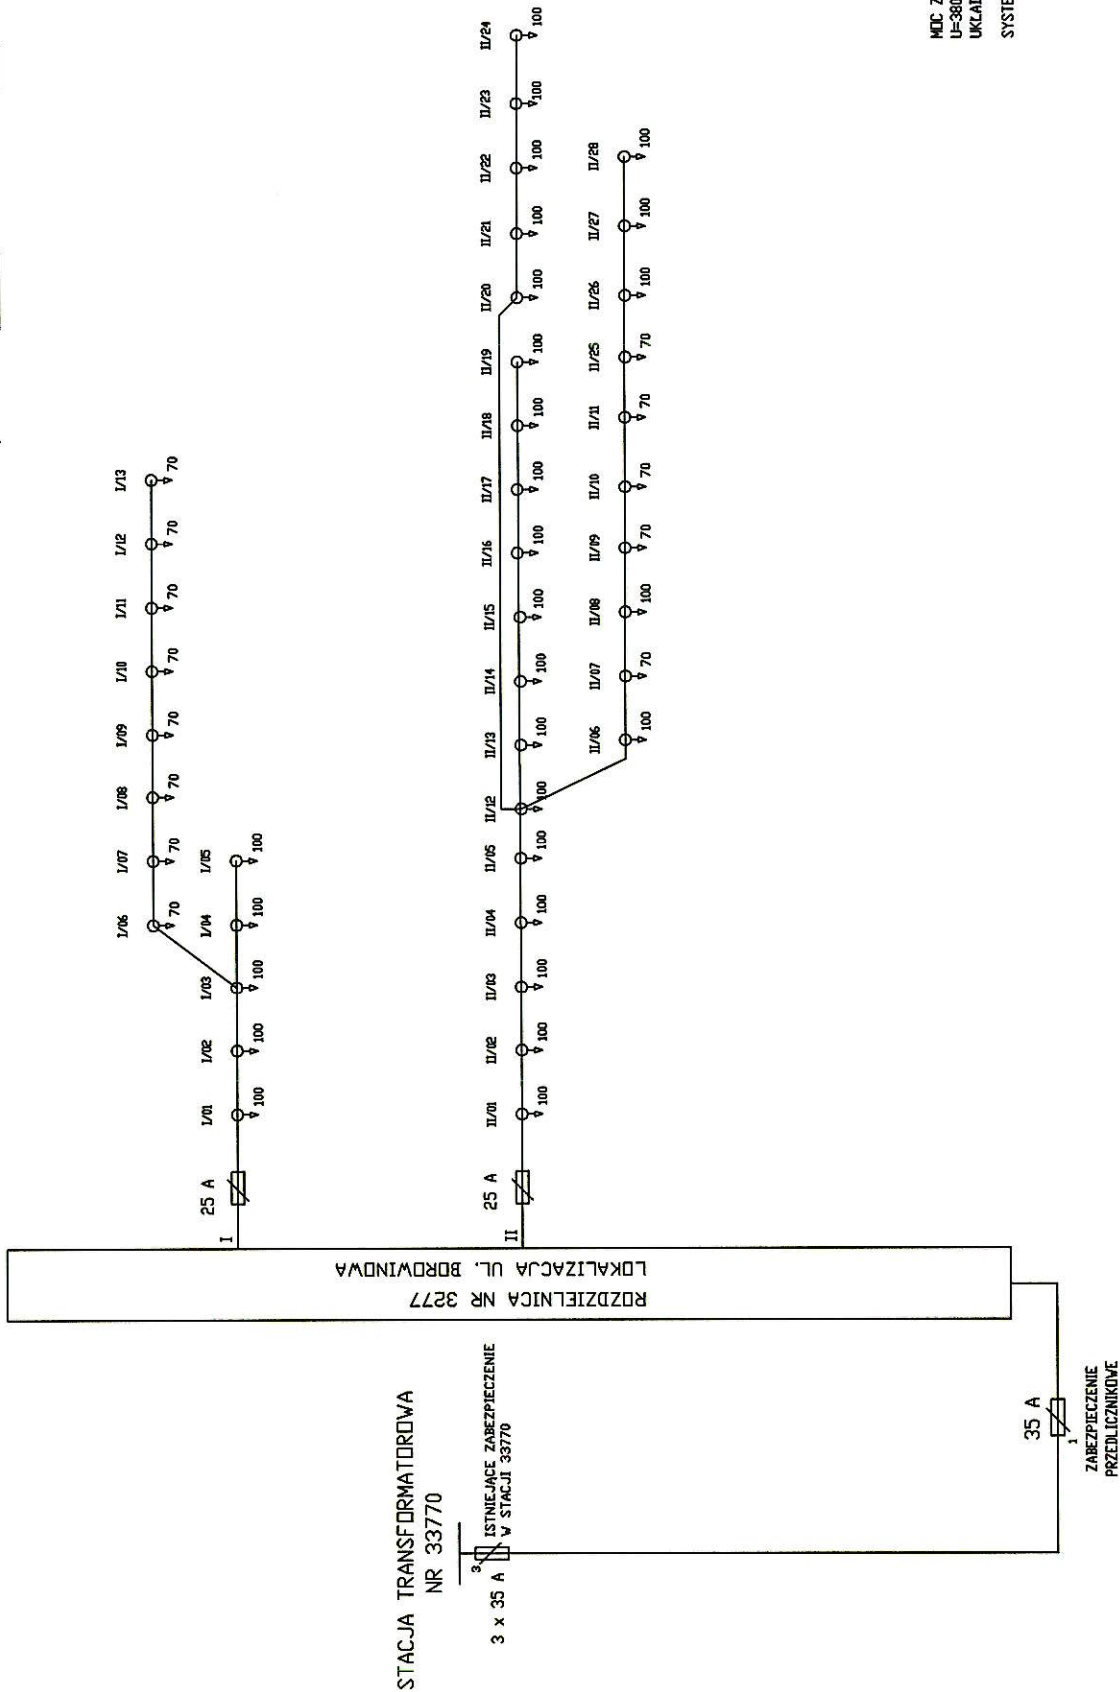 STACJA TRANSFORMATOROWA
NR 33770
3
ISTNIEJĄCE ZABEZPIECZENIE
W STACJI 33770
3 x 35 A
35 A
1
ZABEZPIECZENIE
PRZEDLICZNIKOWE
ROZDZIELNICA NR 3277
LOKALIZACJA UL. BOROWINOWA
I
25 A
I/01
100
I/02
100
I/03
100
I/04
100
I/05
100
I/06
70
I/07
70
I/08
70
I/09
70
I/10
70
I/11
70
I/12
70
I/13
70
II
25 A
II/01
100
II/02
100
II/03
100
II/04
100
II/05
100
II/12
100
II/13
100
II/14
100
II/15
100
II/16
100
II/17
100
II/18
100
II/19
100
II/20
100
II/21
100
II/22
100
II/23
100
II/24
100
II/06
100
II/07
70
II/08
100
II/09
70
II/10
70
II/11
70
II/25
70
II/26
100
II/27
100
II/28
100
MOC Z
U=380
UKŁAD
SYSTE